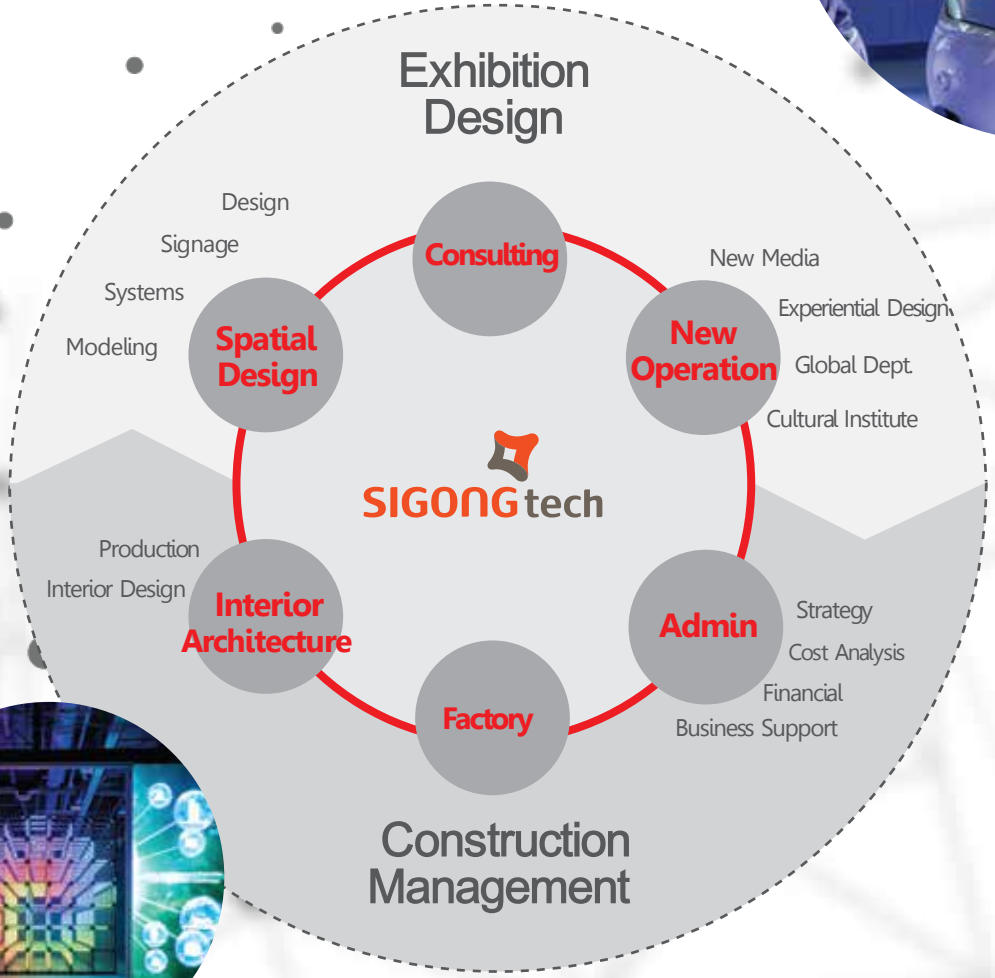 Exhibition
Design
Design
Signage
Systems
Modeling
Spatial
Design
Consulting
New Media
Experiential Design
Global Dept.
Cultural Institute
New
Operation
SIGONG tech
Production
Interior Design
Interior
Architecture
Factory
Admin
Strategy
Cost Analysis
Financial
Business Support
Construction
Management